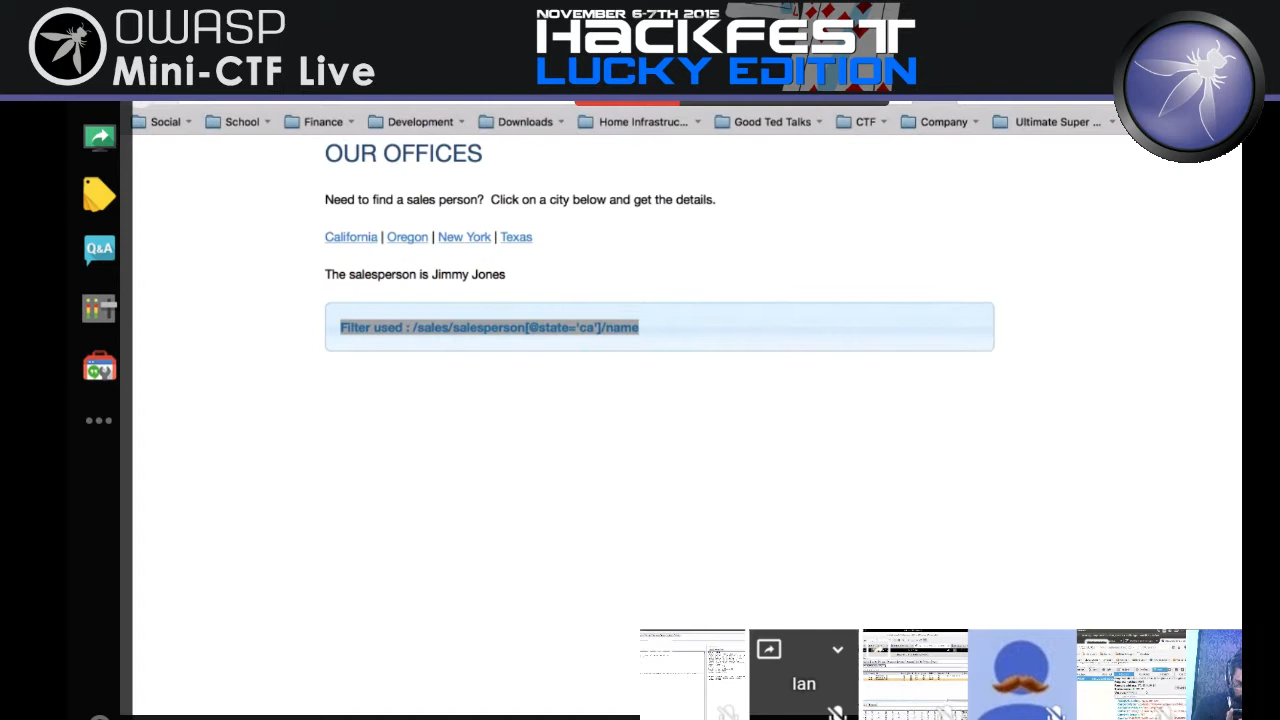 OWASP
Mini-CTF Live
NOVEMBER 6-7TH 2015
HACKFEST
LUCKY EDITION
Social
School
Finance
Development
Downloads
Home Infrastruc...
Good Ted Talks
CTF
Company
Ultimate Super ...
OUR OFFICES
Need to find a sales person? Click on a city below and get the details.
California | Oregon | New York | Texas
The salesperson is Jimmy Jones
Filter used : /sales/salesperson[@state='ca']/name
Q&A
Ian